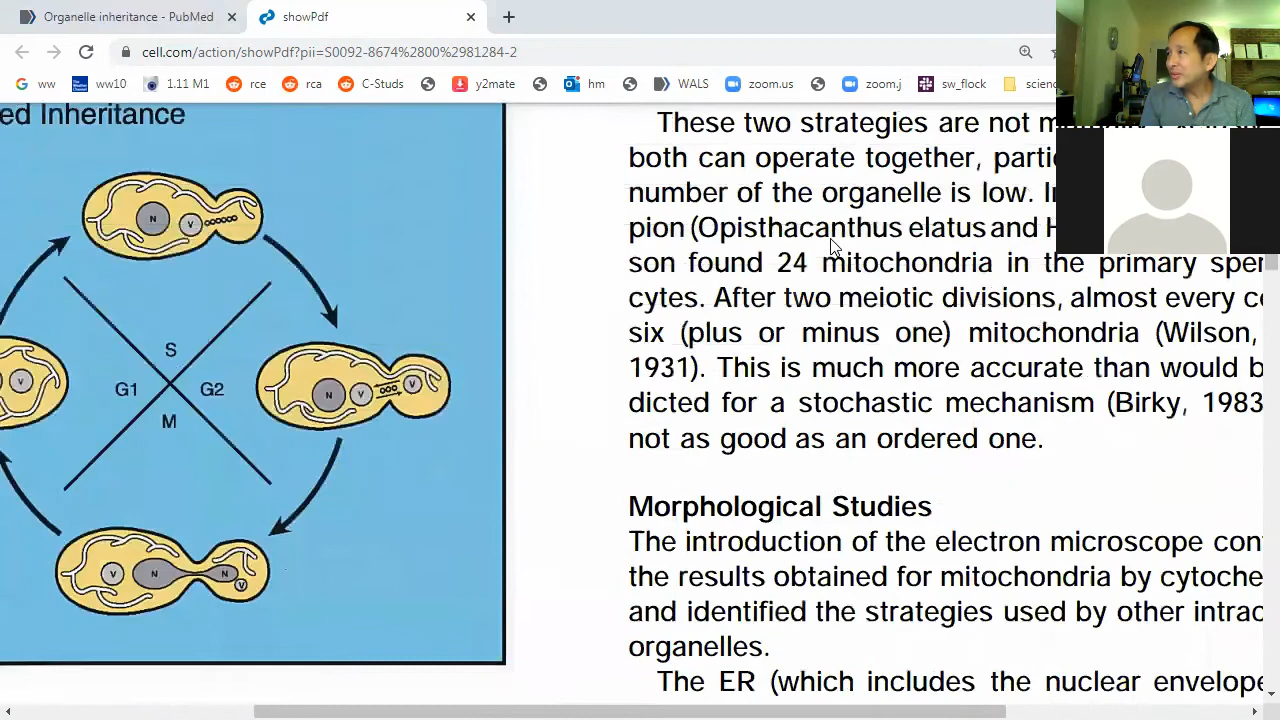 Organelle inheritance - PubMed
showPdf
cell.com/action/showPdf?pii=S0092-8674%2800%2981284-2
ww
ww10
1.11 M1
rce
rca
C-Studs
y2mate
hm
WALS
zoom.us
zoom.j
sw_flock
scienc
ed Inheritance
N
V
S
G1
G2
M
V
N
V
V
V
N
N
V
These two strategies are not
both can operate together,
number of the organelle is low.
pion (Opisthacanthus elatus and H
son found 24 mitochondria in the primary sper
cytes. After two meiotic divisions, almost every
six (plus or minus one) mitochondria (Wilson,
1931). This is much more accurate than would b
dicted for a stochastic mechanism (Birky, 1983
not as good as an ordered one.
Morphological Studies
The introduction of the electron microscope con
the results obtained for mitochondria by cytoche
and identified the strategies used by other intrac
organelles.
The ER (which includes the nuclear envelope